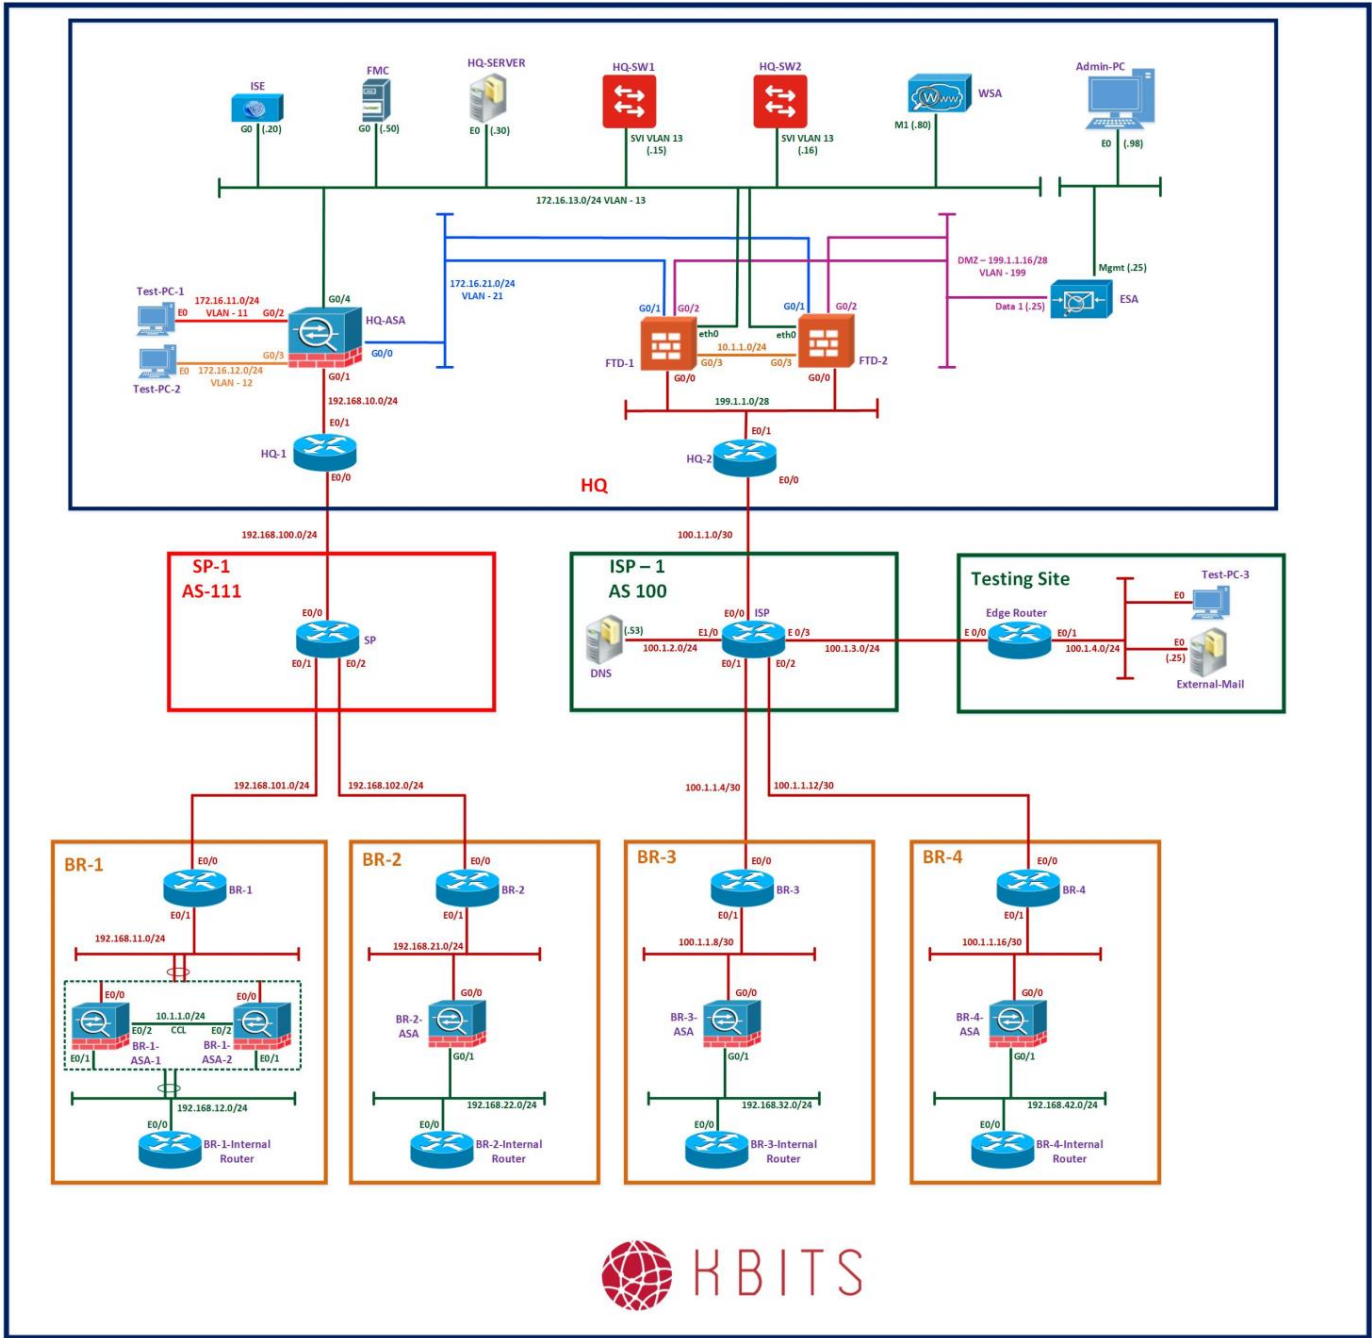 ISE
FMC
HQ-SERVER
HQ-SW1
HQ-SW2
WSA
Admin-PC
G0 (.20)
G0 (.50)
E0 (.30)
SVI VLAN 13
(.15)
SVI VLAN 13
(.16)
M1 (.80)
E0 (.98)
172.16.13.0/24 VLAN - 13
172.16.21.0/24
VLAN - 21
DMZ – 199.1.1.16/28
VLAN - 199
Mgmt (.25)
ESA
Data 1 (.25)
Test-PC-1
E0
172.16.11.0/24
VLAN - 11
G0/2
G0/4
HQ-ASA
G0/0
G0/3
E0
172.16.12.0/24
VLAN - 12
Test-PC-2
G0/1
G0/1
G0/2
eth0
G0/1
G0/2
eth0
10.1.1.0/24
G0/3
G0/3
FTD-1
FTD-2
G0/0
G0/0
192.168.10.0/24
199.1.1.0/28
E0/1
HQ-1
E0/0
E0/1
HQ-2
E0/0
HQ
192.168.100.0/24
100.1.1.0/30
SP-1
AS-111
E0/0
SP
E0/1
E0/2
ISP – 1
AS 100
E0/0
ISP
(.53)
E1/0
E 0/3
100.1.2.0/24
E0/1
E0/2
DNS
100.1.3.0/24
Testing Site
Edge Router
E 0/0
E0/1
100.1.4.0/24
Test-PC-3
E0
E0
(.25)
External-Mail
192.168.101.0/24
192.168.102.0/24
100.1.1.4/30
100.1.1.12/30
BR-1
E0/0
BR-1
E0/1
192.168.11.0/24
E0/0
E0/0
10.1.1.0/24
CCL
E0/2
E0/2
E0/1
BR-1-
ASA-1
BR-1-
ASA-2
E0/1
192.168.12.0/24
E0/0
BR-1-Internal
Router
BR-2
E0/0
BR-2
E0/1
192.168.21.0/24
G0/0
BR-2-
ASA
G0/1
192.168.22.0/24
E0/0
BR-2-Internal
Router
BR-3
E0/0
BR-3
E0/1
100.1.1.8/30
G0/0
BR-3-
ASA
G0/1
192.168.32.0/24
E0/0
BR-3-Internal
Router
BR-4
E0/0
BR-4
E0/1
100.1.1.16/30
G0/0
BR-4-
ASA
G0/1
192.168.42.0/24
E0/0
BR-4-Internal
Router
KBITS